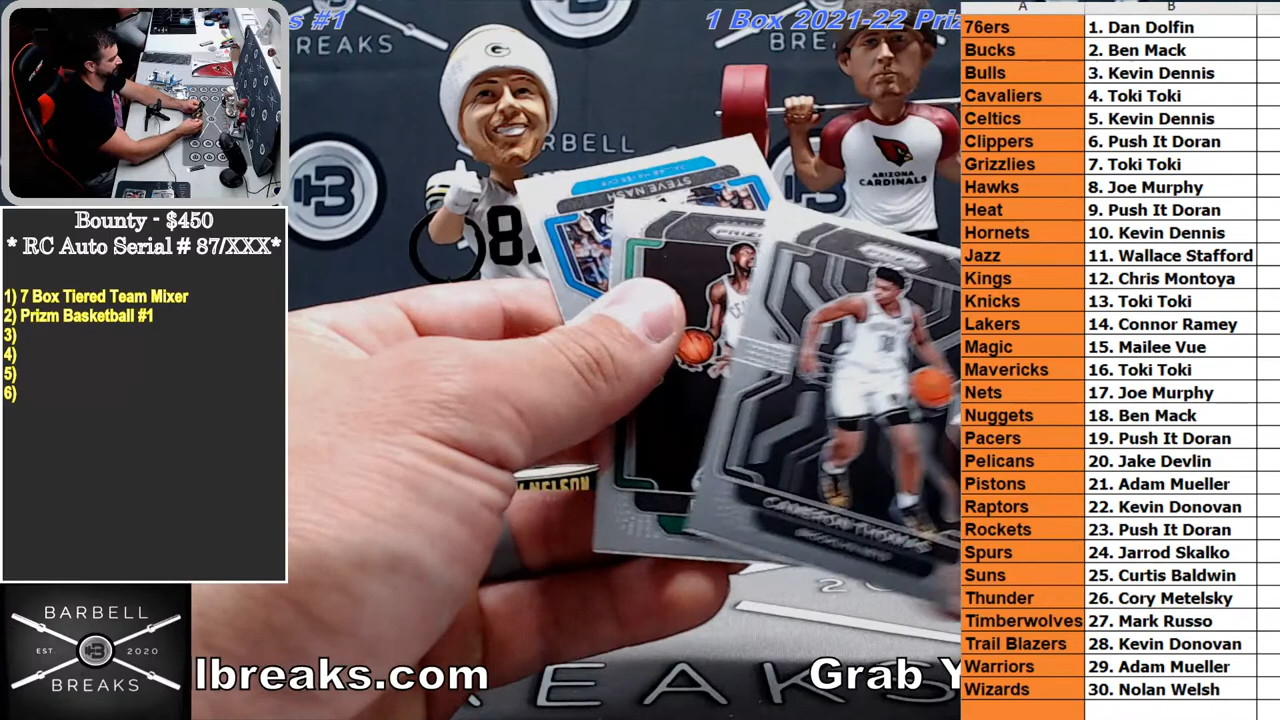 s #1
1 Box 2021-22 Priz
BREAKS
BRE
BARBELL
ARIZONA
CARDINALS
STEVE NASH
PRIZM
CAMERON THOMAS
NELSON
Bounty - $450
* RC Auto Serial # 87/XXX*
1) 7 Box Tiered Team Mixer
2) Prizm Basketball #1
3)
4)
5)
6)
BARBELL
EST. 2020
BREAKS
lbreaks.com
Grab Y
EAKS
A B
76ers 1. Dan Dolfin
Bucks 2. Ben Mack
Bulls 3. Kevin Dennis
Cavaliers 4. Toki Toki
Celtics 5. Kevin Dennis
Clippers 6. Push It Doran
Grizzlies 7. Toki Toki
Hawks 8. Joe Murphy
Heat 9. Push It Doran
Hornets 10. Kevin Dennis
Jazz 11. Wallace Stafford
Kings 12. Chris Montoya
Knicks 13. Toki Toki
Lakers 14. Connor Ramey
Magic 15. Mailee Vue
Mavericks 16. Toki Toki
Nets 17. Joe Murphy
Nuggets 18. Ben Mack
Pacers 19. Push It Doran
Pelicans 20. Jake Devlin
Pistons 21. Adam Mueller
Raptors 22. Kevin Donovan
Rockets 23. Push It Doran
Spurs 24. Jarrod Skalko
Suns 25. Curtis Baldwin
Thunder 26. Cory Metelsky
Timberwolves 27. Mark Russo
Trail Blazers 28. Kevin Donovan
Warriors 29. Adam Mueller
Wizards 30. Nolan Welsh